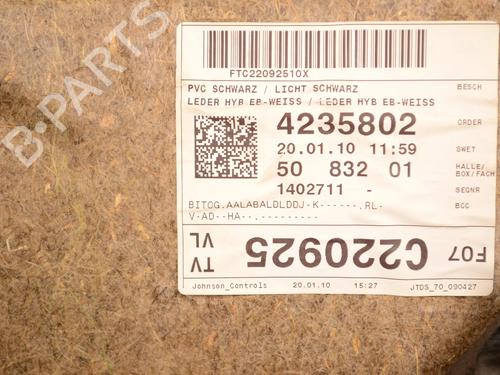 FTC22092510X
PVC SCHWARZ / LICHT SCHWARZ
BESCH
LEDER HYB EB-WEISS / LEDER HYB EB-WEISS
4235802
ORDER
20.01.10 11:59
SWET
50 832 01
HALLE/
BOX/FACH
1402711 -
SEQNR
BITOG.AALABALDLDDJ-K------.RL-
BCC
V-AD--HA--.---------
TV
VL
C220925
F07
Johnson_Controls
20.01.10
15:27
JTDS_70_090427
B-PARTS